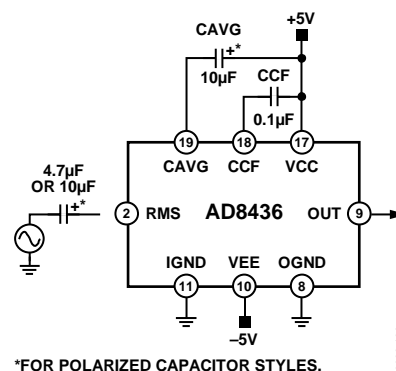 +5V
CAVG
+*
10µF
CCF
0.1µF
19
18
17
CAVG
CCF
VCC
4.7µF
OR 10µF
+*
2
RMS
AD8436
OUT
9
IGND
VEE
OGND
11
10
8
–5V
*FOR POLARIZED CAPACITOR STYLES.